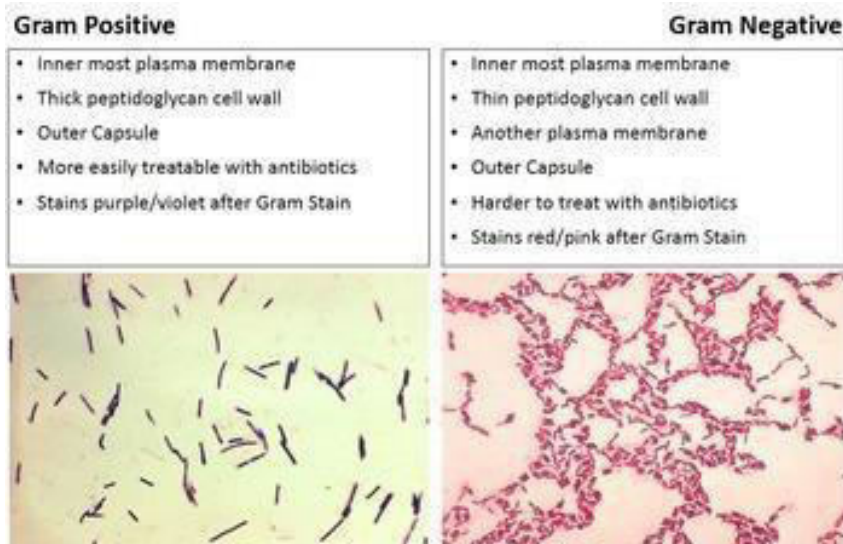 Gram Positive
• Inner most plasma membrane
• Thick peptidoglycan cell wall
• Outer Capsule
• More easily treatable with antibiotics
• Stains purple/violet after Gram Stain
Gram Negative
• Inner most plasma membrane
• Thin peptidoglycan cell wall
• Another plasma membrane
• Outer Capsule
• Harder to treat with antibiotics
• Stains red/pink after Gram Stain